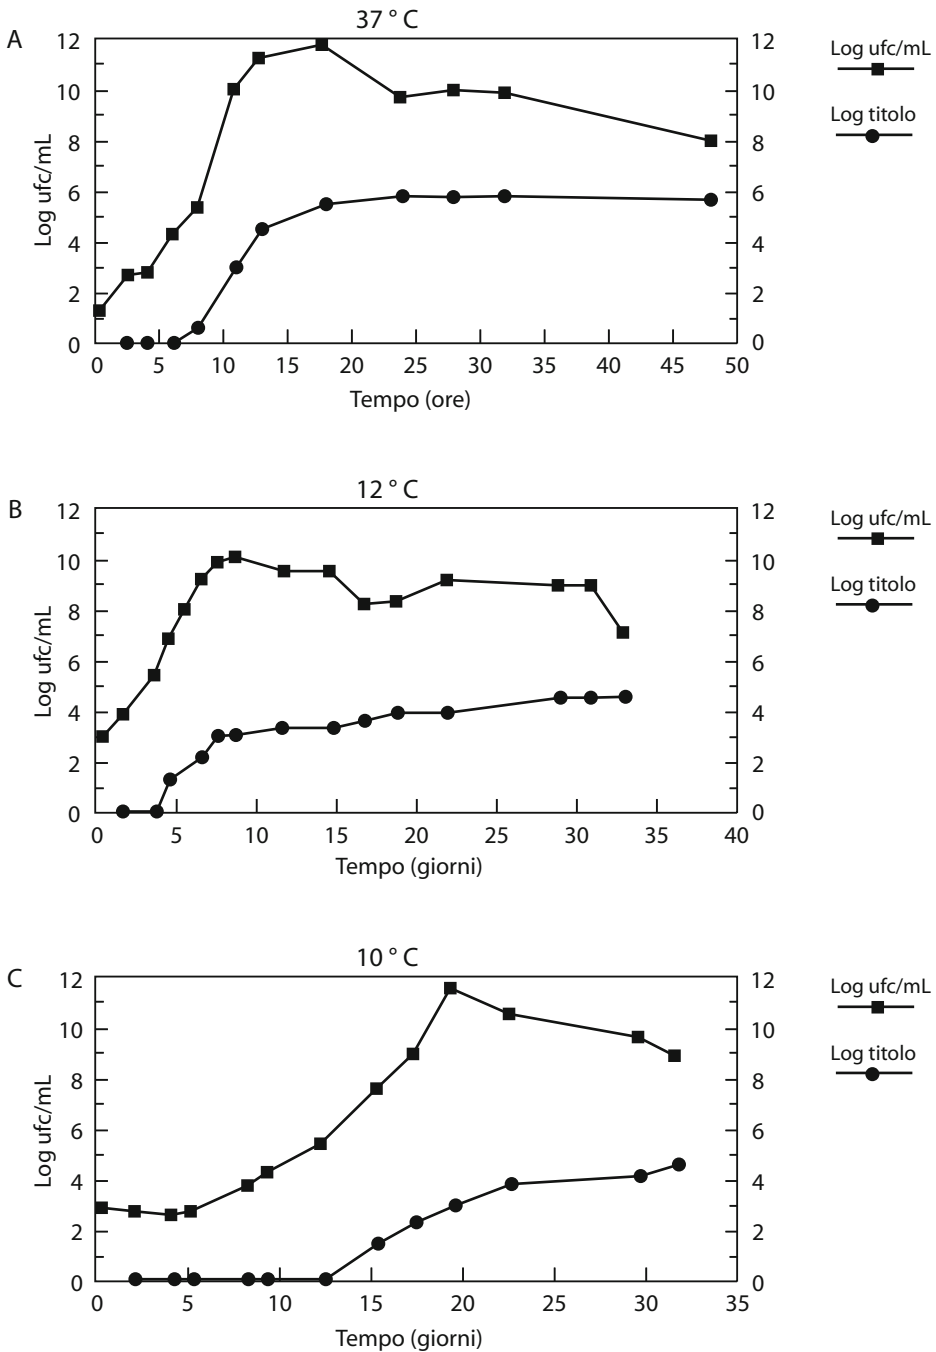 37 ° C
A
12 12
10 10
8 8
6 6
4 4
2 2
0 0
Log ufc/mL
0 5 10 15 20 25 30 35 40 45 50
Tempo (ore)
Log ufc/mL
Log titolo
12 ° C
B
12 12
10 10
8 8
6 6
4 4
2 2
0 0
Log ufc/mL
0 5 10 15 20 25 30 35 40
Tempo (giorni)
Log ufc/mL
Log titolo
10 ° C
C
12 12
10 10
8 8
6 6
4 4
2 2
0 0
Log ufc/mL
0 5 10 15 20 25 30 35
Tempo (giorni)
Log ufc/mL
Log titolo